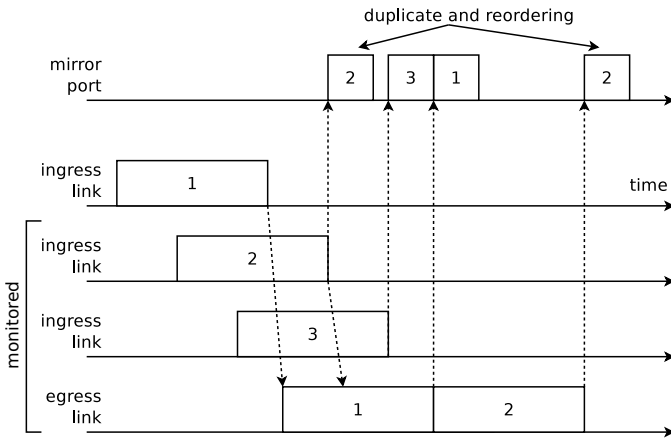 duplicate and reordering
mirror
port
2
3
1
2
ingress
link
1
time
ingress
link
2
ingress
link
3
egress
link
1
2
monitored